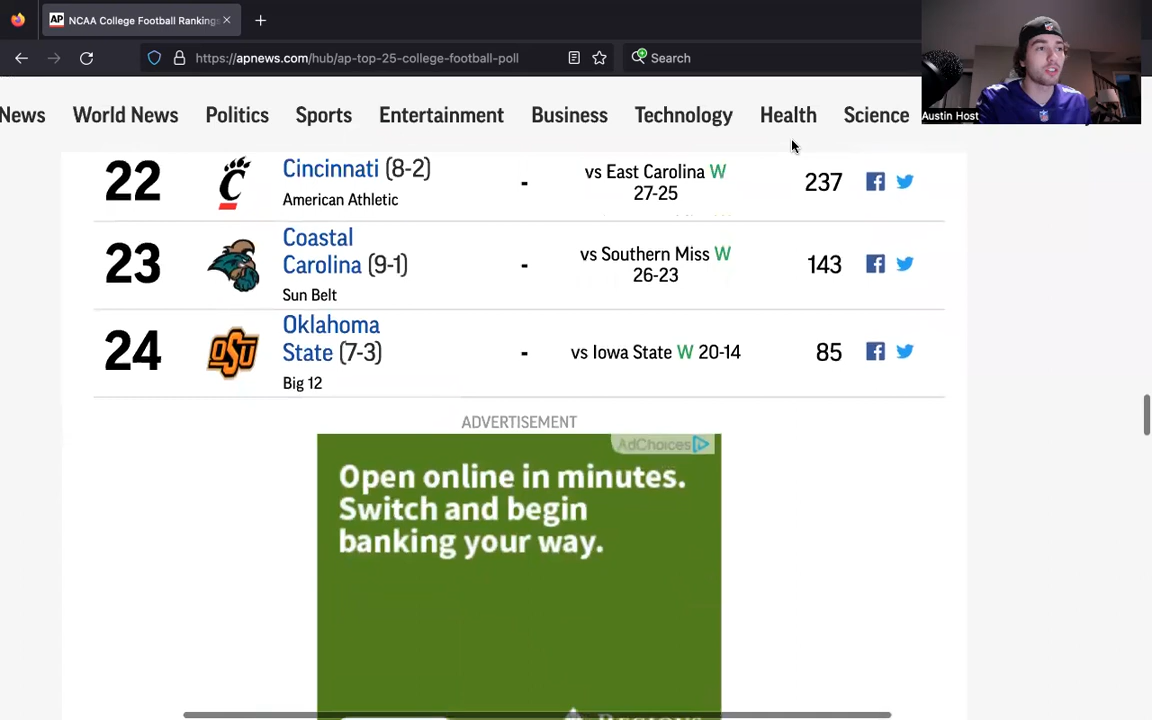 AP NCAA College Football Rankings
https://apnews.com/hub/ap-top-25-college-football-poll
Search
News World News Politics Sports Entertainment Business Technology Health Science
Austin Host
22 Cincinnati (8-2) - vs East Carolina W 237
American Athletic 27-25
23 Coastal
Carolina (9-1) - vs Southern Miss W 143
26-23
Sun Belt
24 Oklahoma
State (7-3) - vs Iowa State W 20-14 85
OSU
Big 12
ADVERTISEMENT
AdChoices
Open online in minutes.
Switch and begin
banking your way.